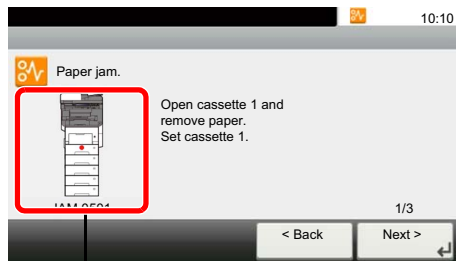 10:10
Paper jam.
Open cassette 1 and
remove paper.
Set cassette 1.
1/3
< Back
Next >